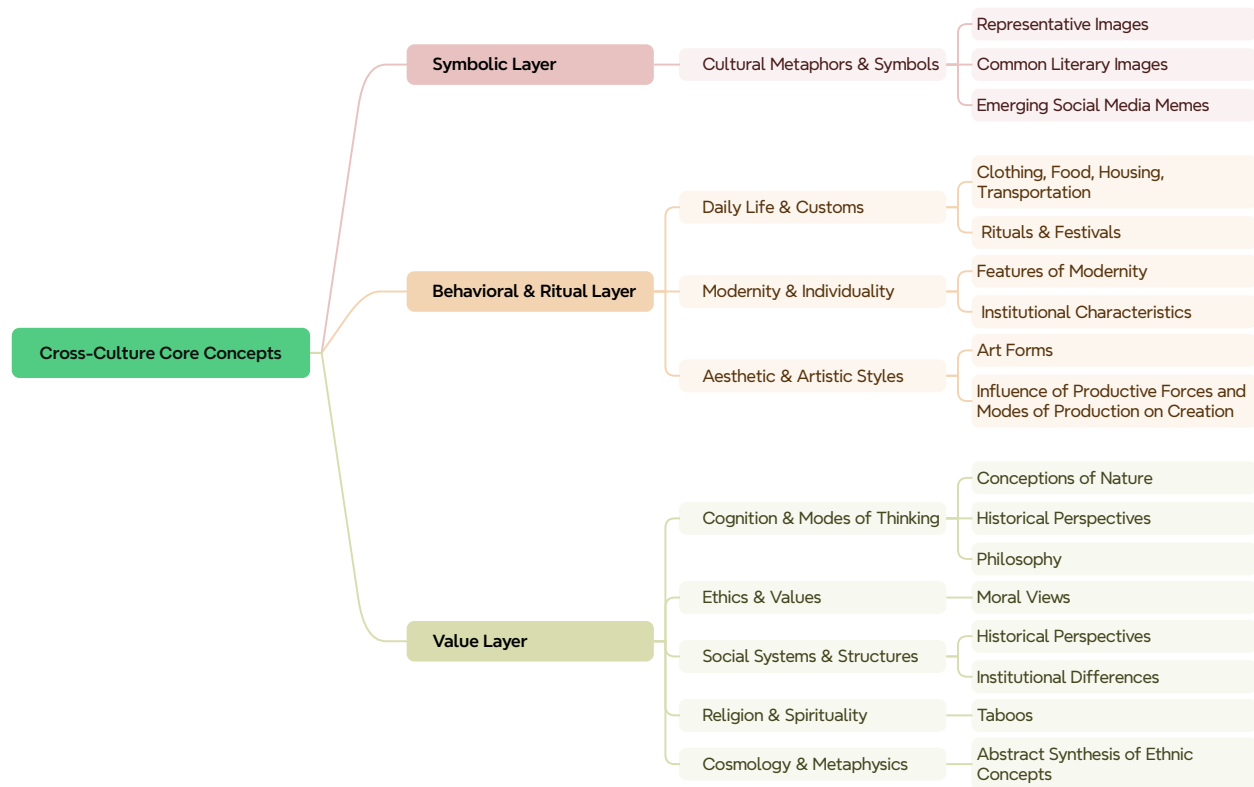 Cross-Culture Core Concepts
Symbolic Layer
Cultural Metaphors & Symbols
Representative Images
Common Literary Images
Emerging Social Media Memes
Behavioral & Ritual Layer
Daily Life & Customs
Clothing, Food, Housing,
Transportation
Rituals & Festivals
Modernity & Individuality
Features of Modernity
Institutional Characteristics
Aesthetic & Artistic Styles
Art Forms
Influence of Productive Forces and
Modes of Production on Creation
Value Layer
Cognition & Modes of Thinking
Conceptions of Nature
Historical Perspectives
Philosophy
Ethics & Values
Moral Views
Social Systems & Structures
Historical Perspectives
Institutional Differences
Religion & Spirituality
Taboos
Cosmology & Metaphysics
Abstract Synthesis of Ethnic
Concepts